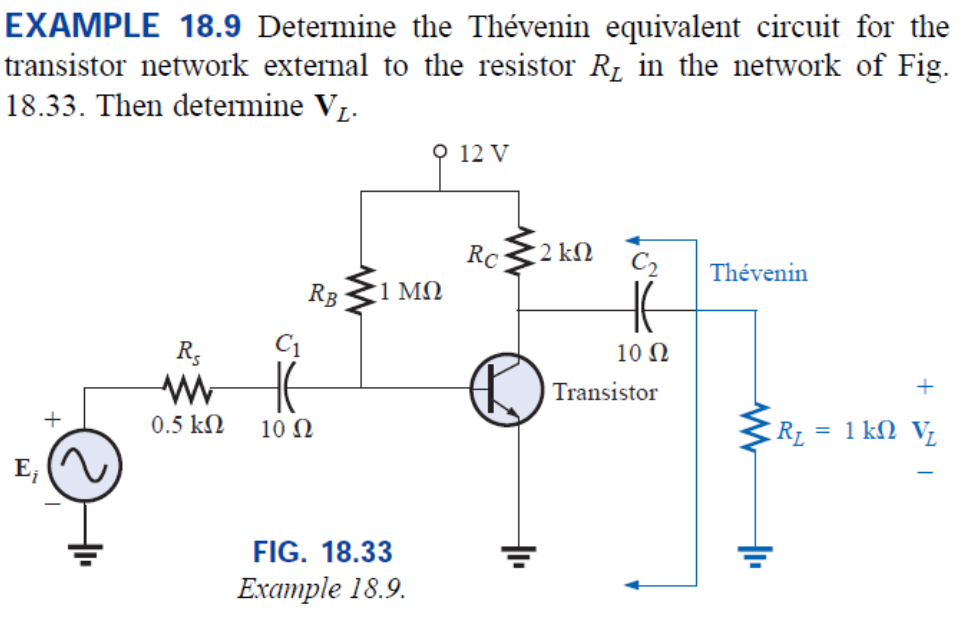 EXAMPLE 18.9 Determine the Thévenin equivalent circuit for the
transistor network external to the resistor R_L in the network of Fig.
18.33. Then determine V_L.
12 V
R_C
2 kΩ
C_2
Thévenin
R_B
1 MΩ
R_s
C_1
10 Ω
Transistor
0.5 kΩ
10 Ω
+
+
E_i
R_L = 1 kΩ V_L
–
–
FIG. 18.33
Example 18.9.